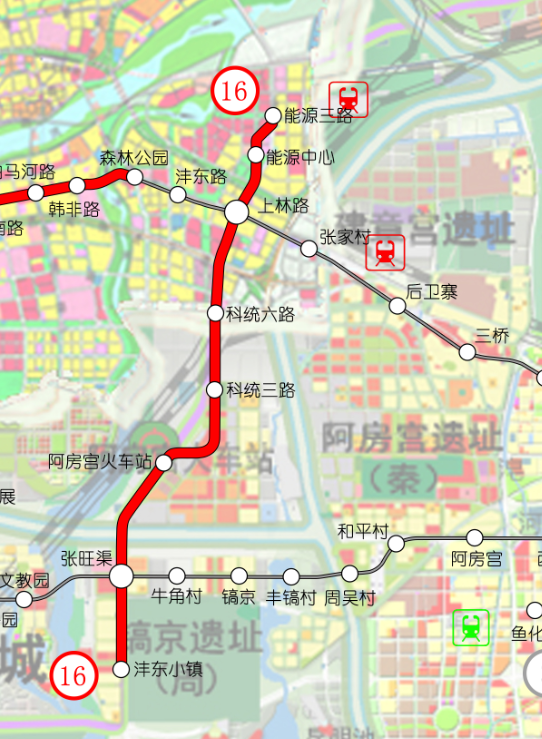 16
能源三路
能源中心
森林公园
马河路
沣东路
韩非路
上林路
路
张家村
建章宫遗址
后卫寨
三桥
科统六路
科统三路
阿房宫遗址
（秦）
阿房宫火车站
展
和平村
阿房宫
张旺渠
文教园
园
牛角村
镐京
丰镐村
周吴村
鱼化
城
镐京遗址
（周）
16
沣东小镇